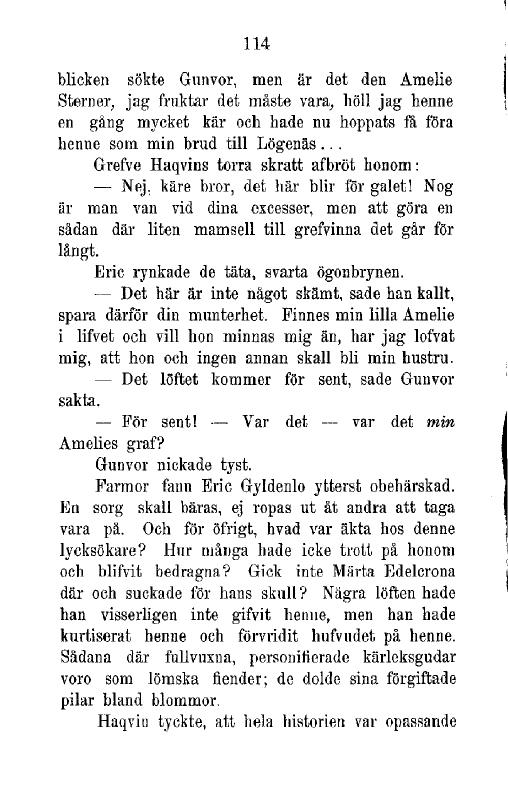 114
blicken sökte Gunvor, men är det den Amelie
Sterner, jag fruktar det måste vara, höll jag henne
en gång mycket kär och hade nu hoppats få föra
henne som min brud till Lögenäs...
Grefve Haqvins torra skratt afbröt honom:
— Nej, käre bror, det här blir för galet! Nog
är man van vid dina excesser, men att göra en
sådan där liten mamsell till grefvinna det går för
långt.
Eric rynkade de täta, svarta ögonbrynen.
— Det här är inte något skämt, sade han kallt,
spara därför din munterhet. Finnes min lilla Amelie
i lifvet och vill hon minnas mig än, har jag lofvat
mig, att hon och ingen annan skall bli min hustru.
— Det löftet kommer för sent, sade Gunvor
sakta.
— För sent! — Var det — var det min
Amelies graf?
Gunvor nickade tyst.
Farmor fann Eric Gyldenlo ytterst obehärskad.
En sorg skall bäras, ej ropas ut åt andra att taga
vara på. Och för öfrigt, hvad var äkta hos denne
lycksökare? Hur många hade icke trott på honom
och blifvit bedragna? Gick inte Märta Edelcrona
där och suckade för hans skull? Några löften hade
han visserligen inte gifvit henne, men han hade
kurtiserat henne och förvridit hufvudet på henne.
Sådana där fullvuxna, personifierade kärleksgudar
voro som lömska fiender; de dolde sina förgiftade
pilar bland blommor.
Haqvin tyckte, att hela historien var opassande